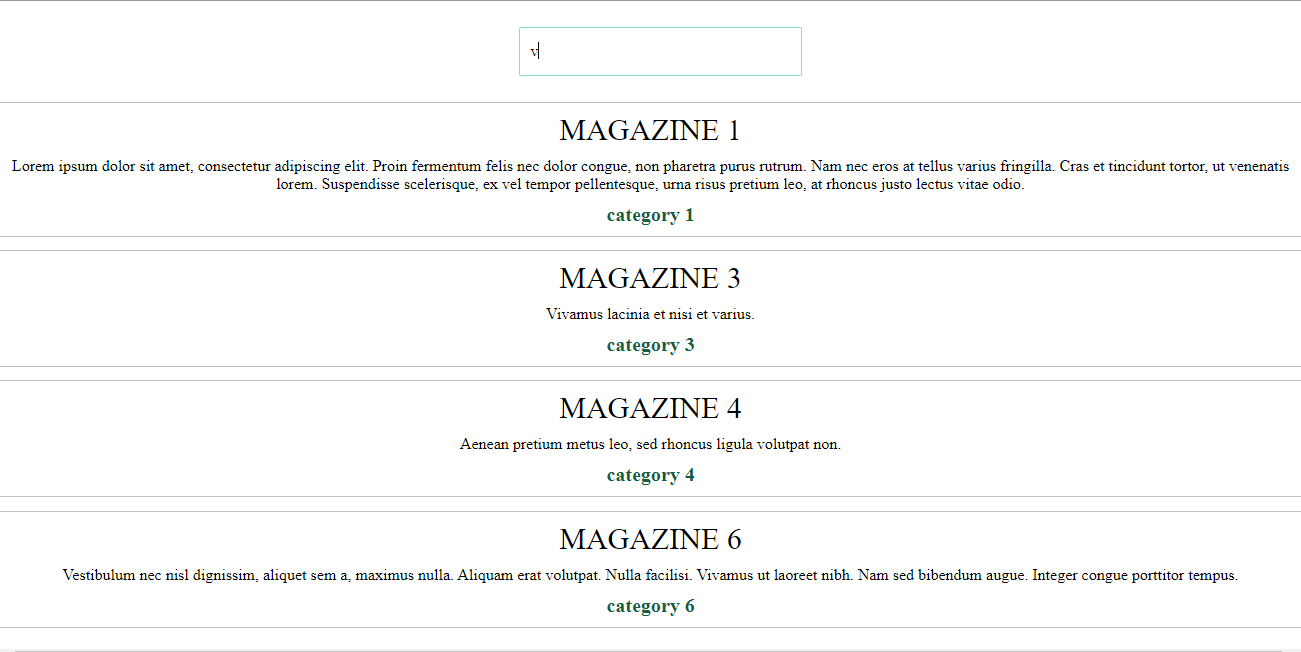 v
MAGAZINE 1
Lorem ipsum dolor sit amet, consectetur adipiscing elit. Proin fermentum felis nec dolor congue, non pharetra purus rutrum. Nam nec eros at tellus varius fringilla. Cras et tincidunt tortor, ut venenatis
lorem. Suspendisse scelerisque, ex vel tempor pellentesque, urna risus pretium leo, at rhoncus justo lectus vitae odio.
category 1
MAGAZINE 3
Vivamus lacinia et nisi et varius.
category 3
MAGAZINE 4
Aenean pretium metus leo, sed rhoncus ligula volutpat non.
category 4
MAGAZINE 6
Vestibulum nec nisl dignissim, aliquet sem a, maximus nulla. Aliquam erat volutpat. Nulla facilisi. Vivamus ut laoreet nibh. Nam sed bibendum augue. Integer congue porttitor tempus.
category 6